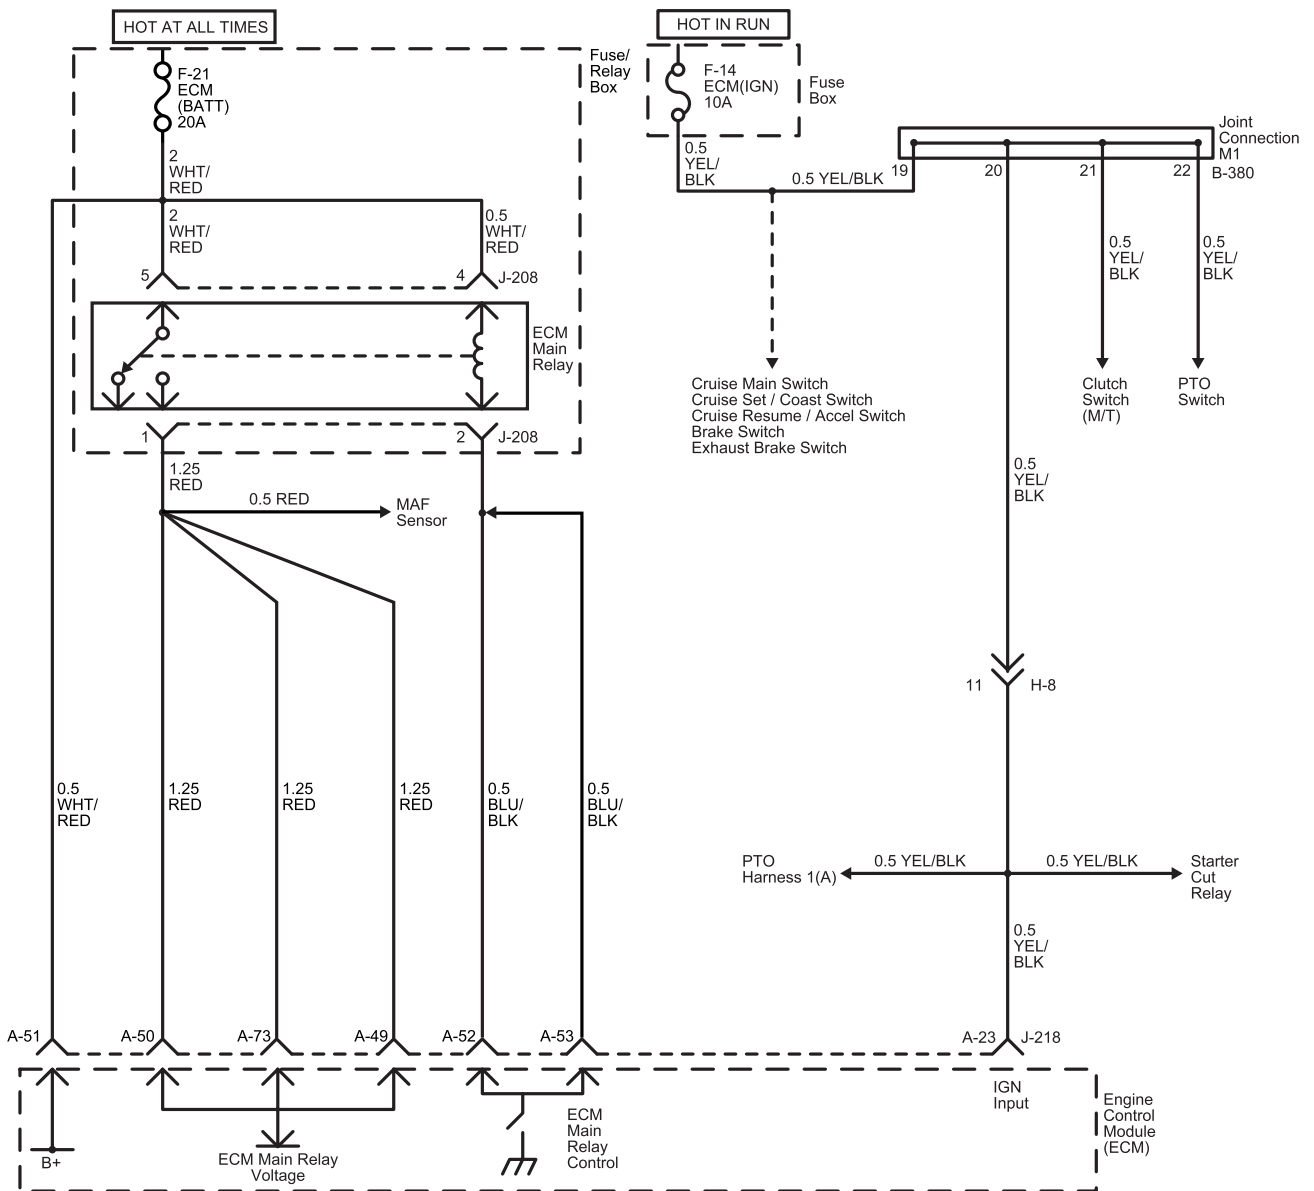 HOT AT ALL TIMES
HOT IN RUN
F-21
ECM
(BATT)
20A
Fuse/
Relay
Box
F-14
ECM(IGN)
10A
Fuse
Box
Joint
Connection
M1
B-380
2
WHT/
RED
0.5
YEL/
BLK
0.5 YEL/BLK
19
20
21
22
2
WHT/
RED
0.5
WHT/
RED
0.5
YEL/
BLK
0.5
YEL/
BLK
5
4
J-208
ECM
Main
Relay
Cruise Main Switch
Cruise Set / Coast Switch
Cruise Resume / Accel Switch
Brake Switch
Exhaust Brake Switch
Clutch
Switch
(M/T)
PTO
Switch
1
2
J-208
1.25
RED
0.5 RED
MAF
Sensor
0.5
YEL/
BLK
11
H-8
0.5
WHT/
RED
1.25
RED
1.25
RED
1.25
RED
0.5
BLU/
BLK
0.5
BLU/
BLK
PTO
Harness 1(A)
0.5 YEL/BLK
0.5 YEL/BLK
Starter
Cut
Relay
0.5
YEL/
BLK
A-51
A-50
A-73
A-49
A-52
A-53
A-23
J-218
IGN
Input
Engine
Control
Module
(ECM)
B+
ECM Main Relay
Voltage
ECM
Main
Relay
Control